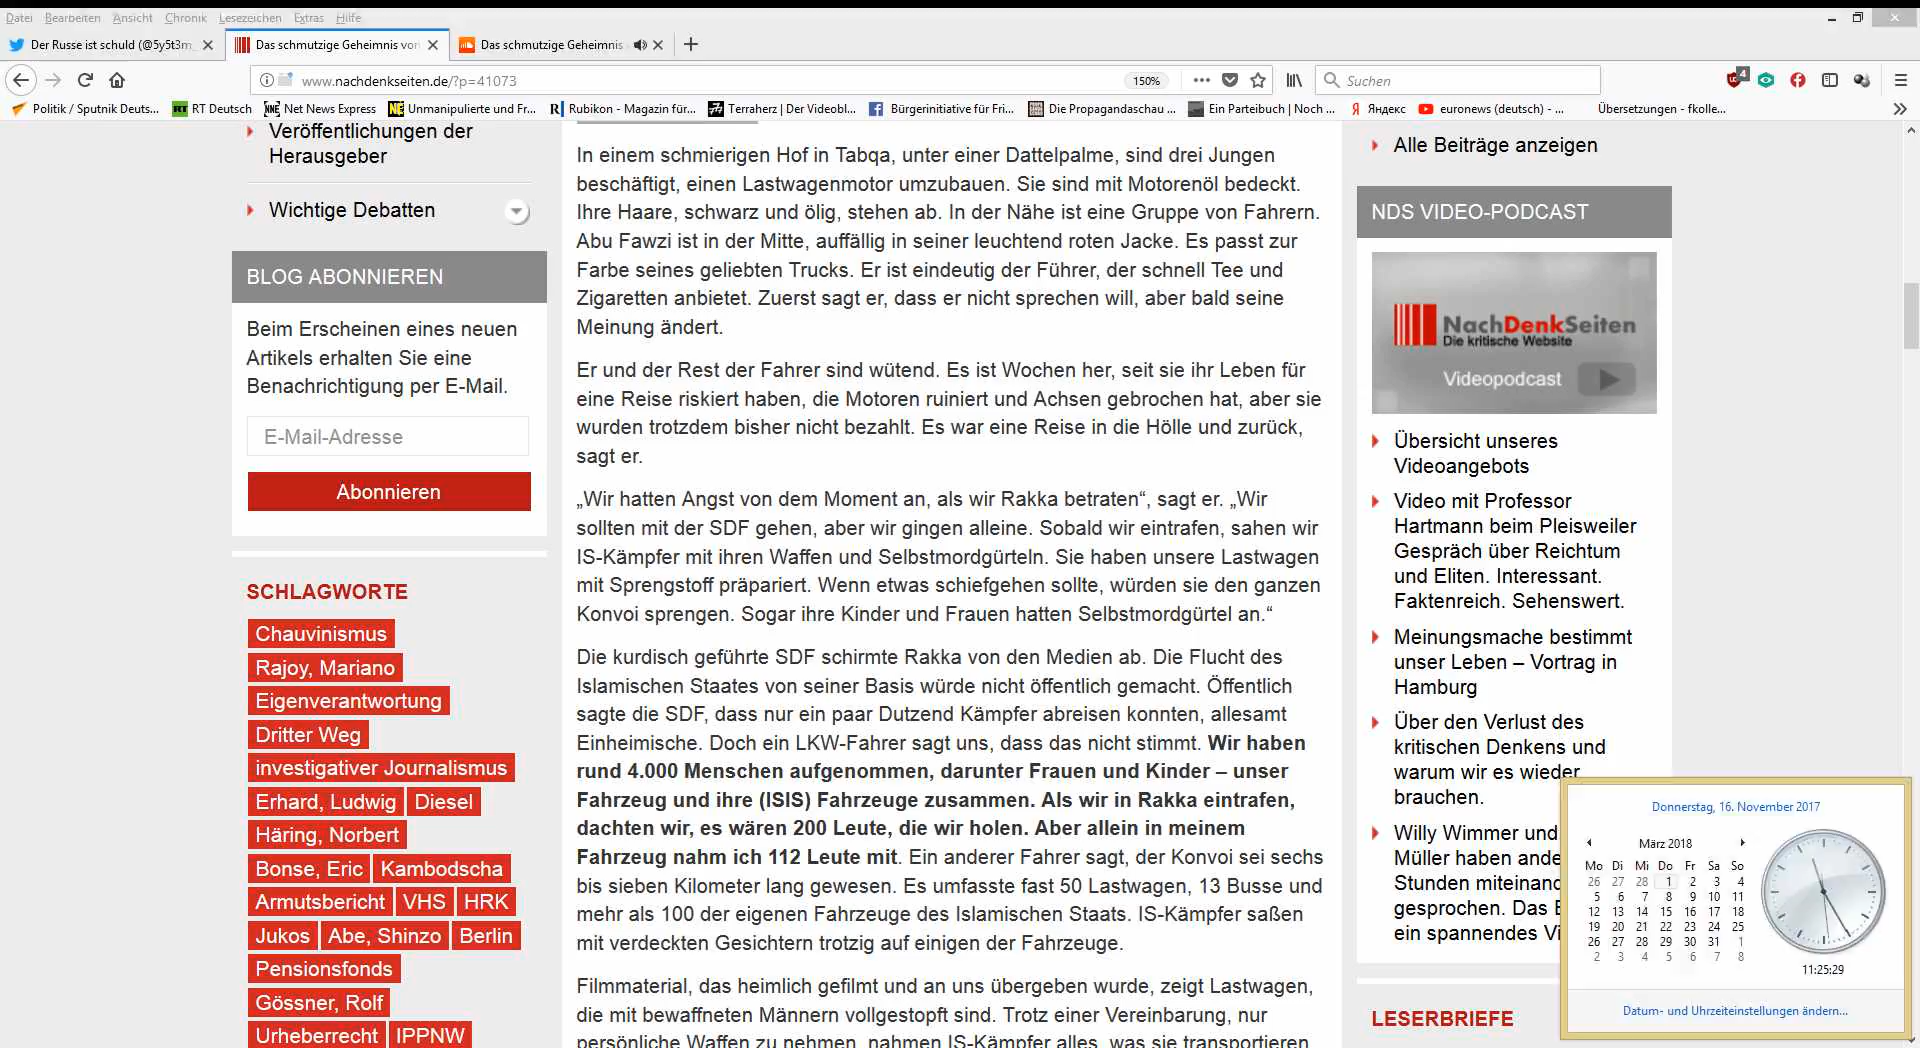 Datei Bearbeiten Ansicht Chronik Lesezeichen Extras Hilfe
Der Russe ist schuld (@5y5t3m
Das schmutzige Geheimnis von
Das schmutzige Geheimnis
www.nachdenkseiten.de/?p=41073
150%
Suchen
4
Politik / Sputnik Deuts...
RT Deutsch
Net News Express
Unmanipulierte und Fr...
Rubikon - Magazin für...
Terraherz | Der Videobl...
Bürgerinitiative für Fri...
Die Propagandaschau ...
Ein Parteibuch | Noch ...
Яндекс
euronews (deutsch) - ...
Übersetzungen - fkolle...
Veröffentlichungen der
Herausgeber
Wichtige Debatten
BLOG ABONNIEREN
Beim Erscheinen eines neuen
Artikels erhalten Sie eine
Benachrichtigung per E-Mail.
E-Mail-Adresse
Abonnieren
SCHLAGWORTE
Chauvinismus
Rajoy, Mariano
Eigenverantwortung
Dritter Weg
investigativer Journalismus
Erhard, Ludwig Diesel
Häring, Norbert
Bonse, Eric Kambodscha
Armutsbericht VHS HRK
Jukos Abe, Shinzo Berlin
Pensionsfonds
Gössner, Rolf
Urheberrecht IPPNW
In einem schmierigen Hof in Tabqa, unter einer Dattelpalme, sind drei Jungen
beschäftigt, einen Lastwagenmotor umzubauen. Sie sind mit Motorenöl bedeckt.
Ihre Haare, schwarz und ölig, stehen ab. In der Nähe ist eine Gruppe von Fahrern.
Abu Fawzi ist in der Mitte, auffällig in seiner leuchtend roten Jacke. Es passt zur
Farbe seines geliebten Trucks. Er ist eindeutig der Führer, der schnell Tee und
Zigaretten anbietet. Zuerst sagt er, dass er nicht sprechen will, aber bald seine
Meinung ändert.
Er und der Rest der Fahrer sind wütend. Es ist Wochen her, seit sie ihr Leben für
eine Reise riskiert haben, die Motoren ruiniert und Achsen gebrochen hat, aber sie
wurden trotzdem bisher nicht bezahlt. Es war eine Reise in die Hölle und zurück,
sagt er.
„Wir hatten Angst von dem Moment an, als wir Rakka betraten“, sagt er. „Wir
sollten mit der SDF gehen, aber wir gingen alleine. Sobald wir eintrafen, sahen wir
IS-Kämpfer mit ihren Waffen und Selbstmordgürteln. Sie haben unsere Lastwagen
mit Sprengstoff präpariert. Wenn etwas schiefgehen sollte, würden sie den ganzen
Konvoi sprengen. Sogar ihre Kinder und Frauen hatten Selbstmordgürtel an.“
Die kurdisch geführte SDF schirmte Rakka von den Medien ab. Die Flucht des
Islamischen Staates von seiner Basis würde nicht öffentlich gemacht. Öffentlich
sagte die SDF, dass nur ein paar Dutzend Kämpfer abreisen konnten, allesamt
Einheimische. Doch ein LKW-Fahrer sagt uns, dass das nicht stimmt. Wir haben
rund 4.000 Menschen aufgenommen, darunter Frauen und Kinder – unser
Fahrzeug und ihre (ISIS) Fahrzeuge zusammen. Als wir in Rakka eintrafen,
dachten wir, es wären 200 Leute, die wir holen. Aber allein in meinem
Fahrzeug nahm ich 112 Leute mit. Ein anderer Fahrer sagt, der Konvoi sei sechs
bis sieben Kilometer lang gewesen. Es umfasste fast 50 Lastwagen, 13 Busse und
mehr als 100 der eigenen Fahrzeuge des Islamischen Staats. IS-Kämpfer saßen
mit verdeckten Gesichtern trotzig auf einigen der Fahrzeuge.
Filmmaterial, das heimlich gefilmt und an uns übergeben wurde, zeigt Lastwagen,
die mit bewaffneten Männern vollgestopft sind. Trotz einer Vereinbarung, nur
persönliche Waffen zu nehmen, nahmen IS-Kämpfer alles, was sie transportieren
Alle Beiträge anzeigen
NDS VIDEO-PODCAST
NachDenkSeiten
Die kritische Website
Videopodcast
Übersicht unseres
Videoangebots
Video mit Professor
Hartmann beim Pleisweiler
Gespräch über Reichtum
und Eliten. Interessant.
Faktenreich. Sehenswert.
Meinungsmache bestimmt
unser Leben – Vortrag in
Hamburg
Über den Verlust des
kritischen Denkens und
warum wir es wieder
brauchen.
Willy Wimmer und
Müller haben ande
Stunden miteinand
gesprochen. Das
ein spannendes Vi
LESERBRIEFE
Donnerstag, 16. November 2017
März 2018
Mo Di Mi Do Fr Sa So
26 27 28 1 2 3 4
5 6 7 8 9 10 11
12 13 14 15 16 17 18
19 20 21 22 23 24 25
26 27 28 29 30 31 1
2 3 4 5 6 7 8
11:25:29
Datum- und Uhrzeiteinstellungen ändern...